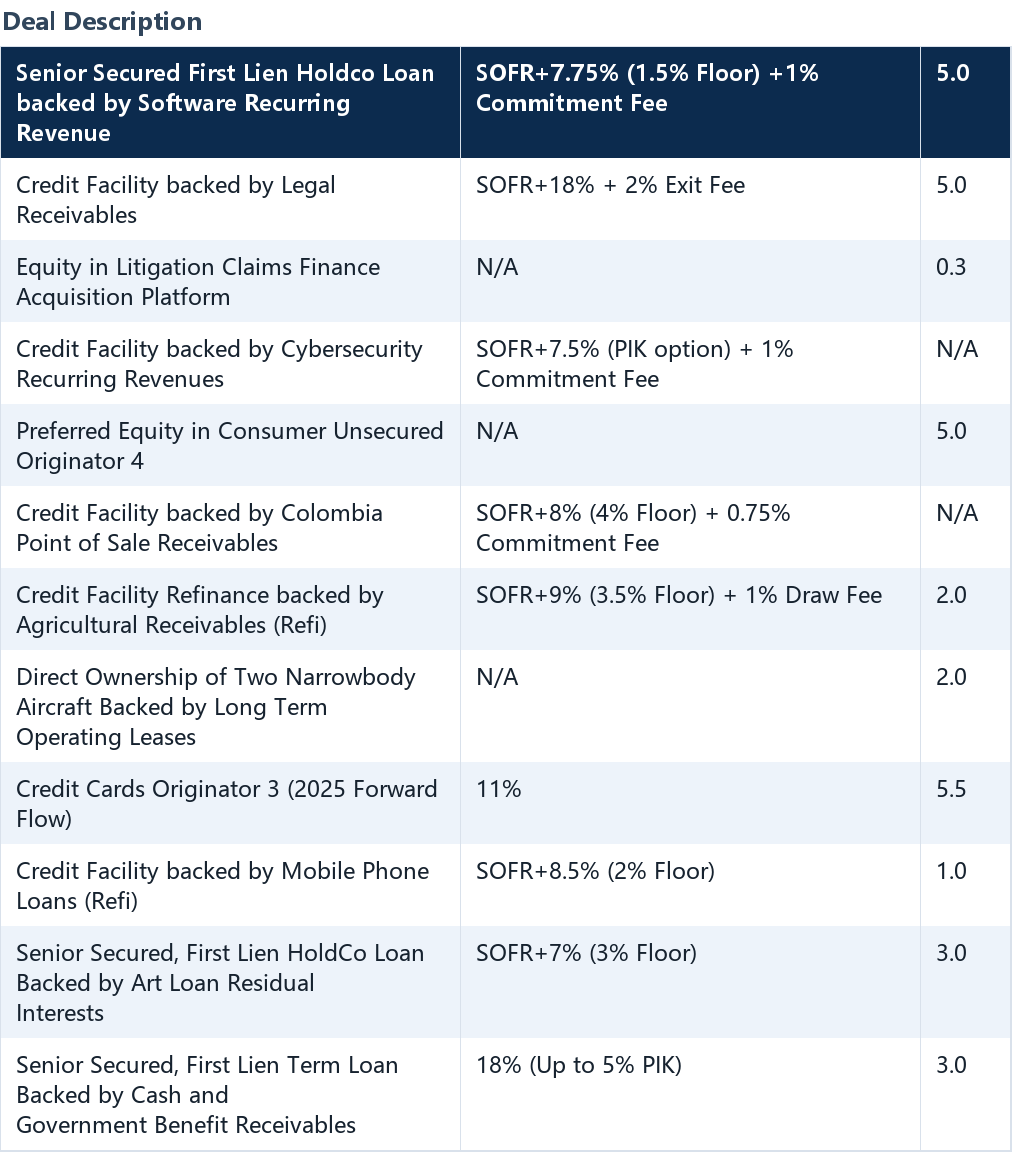 Deal Description
Senior Secured First Lien Holdco Loan
backed by Software Recurring
Revenue
SOFR+7.75% (1.5% Floor) +1%
Commitment Fee
5.0
Credit Facility backed by Legal
Receivables
SOFR+18% + 2% Exit Fee
5.0
Equity in Litigation Claims Finance
Acquisition Platform
N/A
0.3
Credit Facility backed by Cybersecurity
Recurring Revenues
SOFR+7.5% (PIK option) + 1%
Commitment Fee
N/A
Preferred Equity in Consumer Unsecured
Originator 4
N/A
5.0
Credit Facility backed by Colombia
Point of Sale Receivables
SOFR+8% (4% Floor) + 0.75%
Commitment Fee
N/A
Credit Facility Refinance backed by
Agricultural Receivables (Refi)
SOFR+9% (3.5% Floor) + 1% Draw Fee
2.0
Direct Ownership of Two Narrowbody
Aircraft Backed by Long Term
Operating Leases
N/A
2.0
Credit Cards Originator 3 (2025 Forward
Flow)
11%
5.5
Credit Facility backed by Mobile Phone
Loans (Refi)
SOFR+8.5% (2% Floor)
1.0
Senior Secured, First Lien HoldCo Loan
Backed by Art Loan Residual
Interests
SOFR+7% (3% Floor)
3.0
Senior Secured, First Lien Term Loan
Backed by Cash and
Government Benefit Receivables
18% (Up to 5% PIK)
3.0